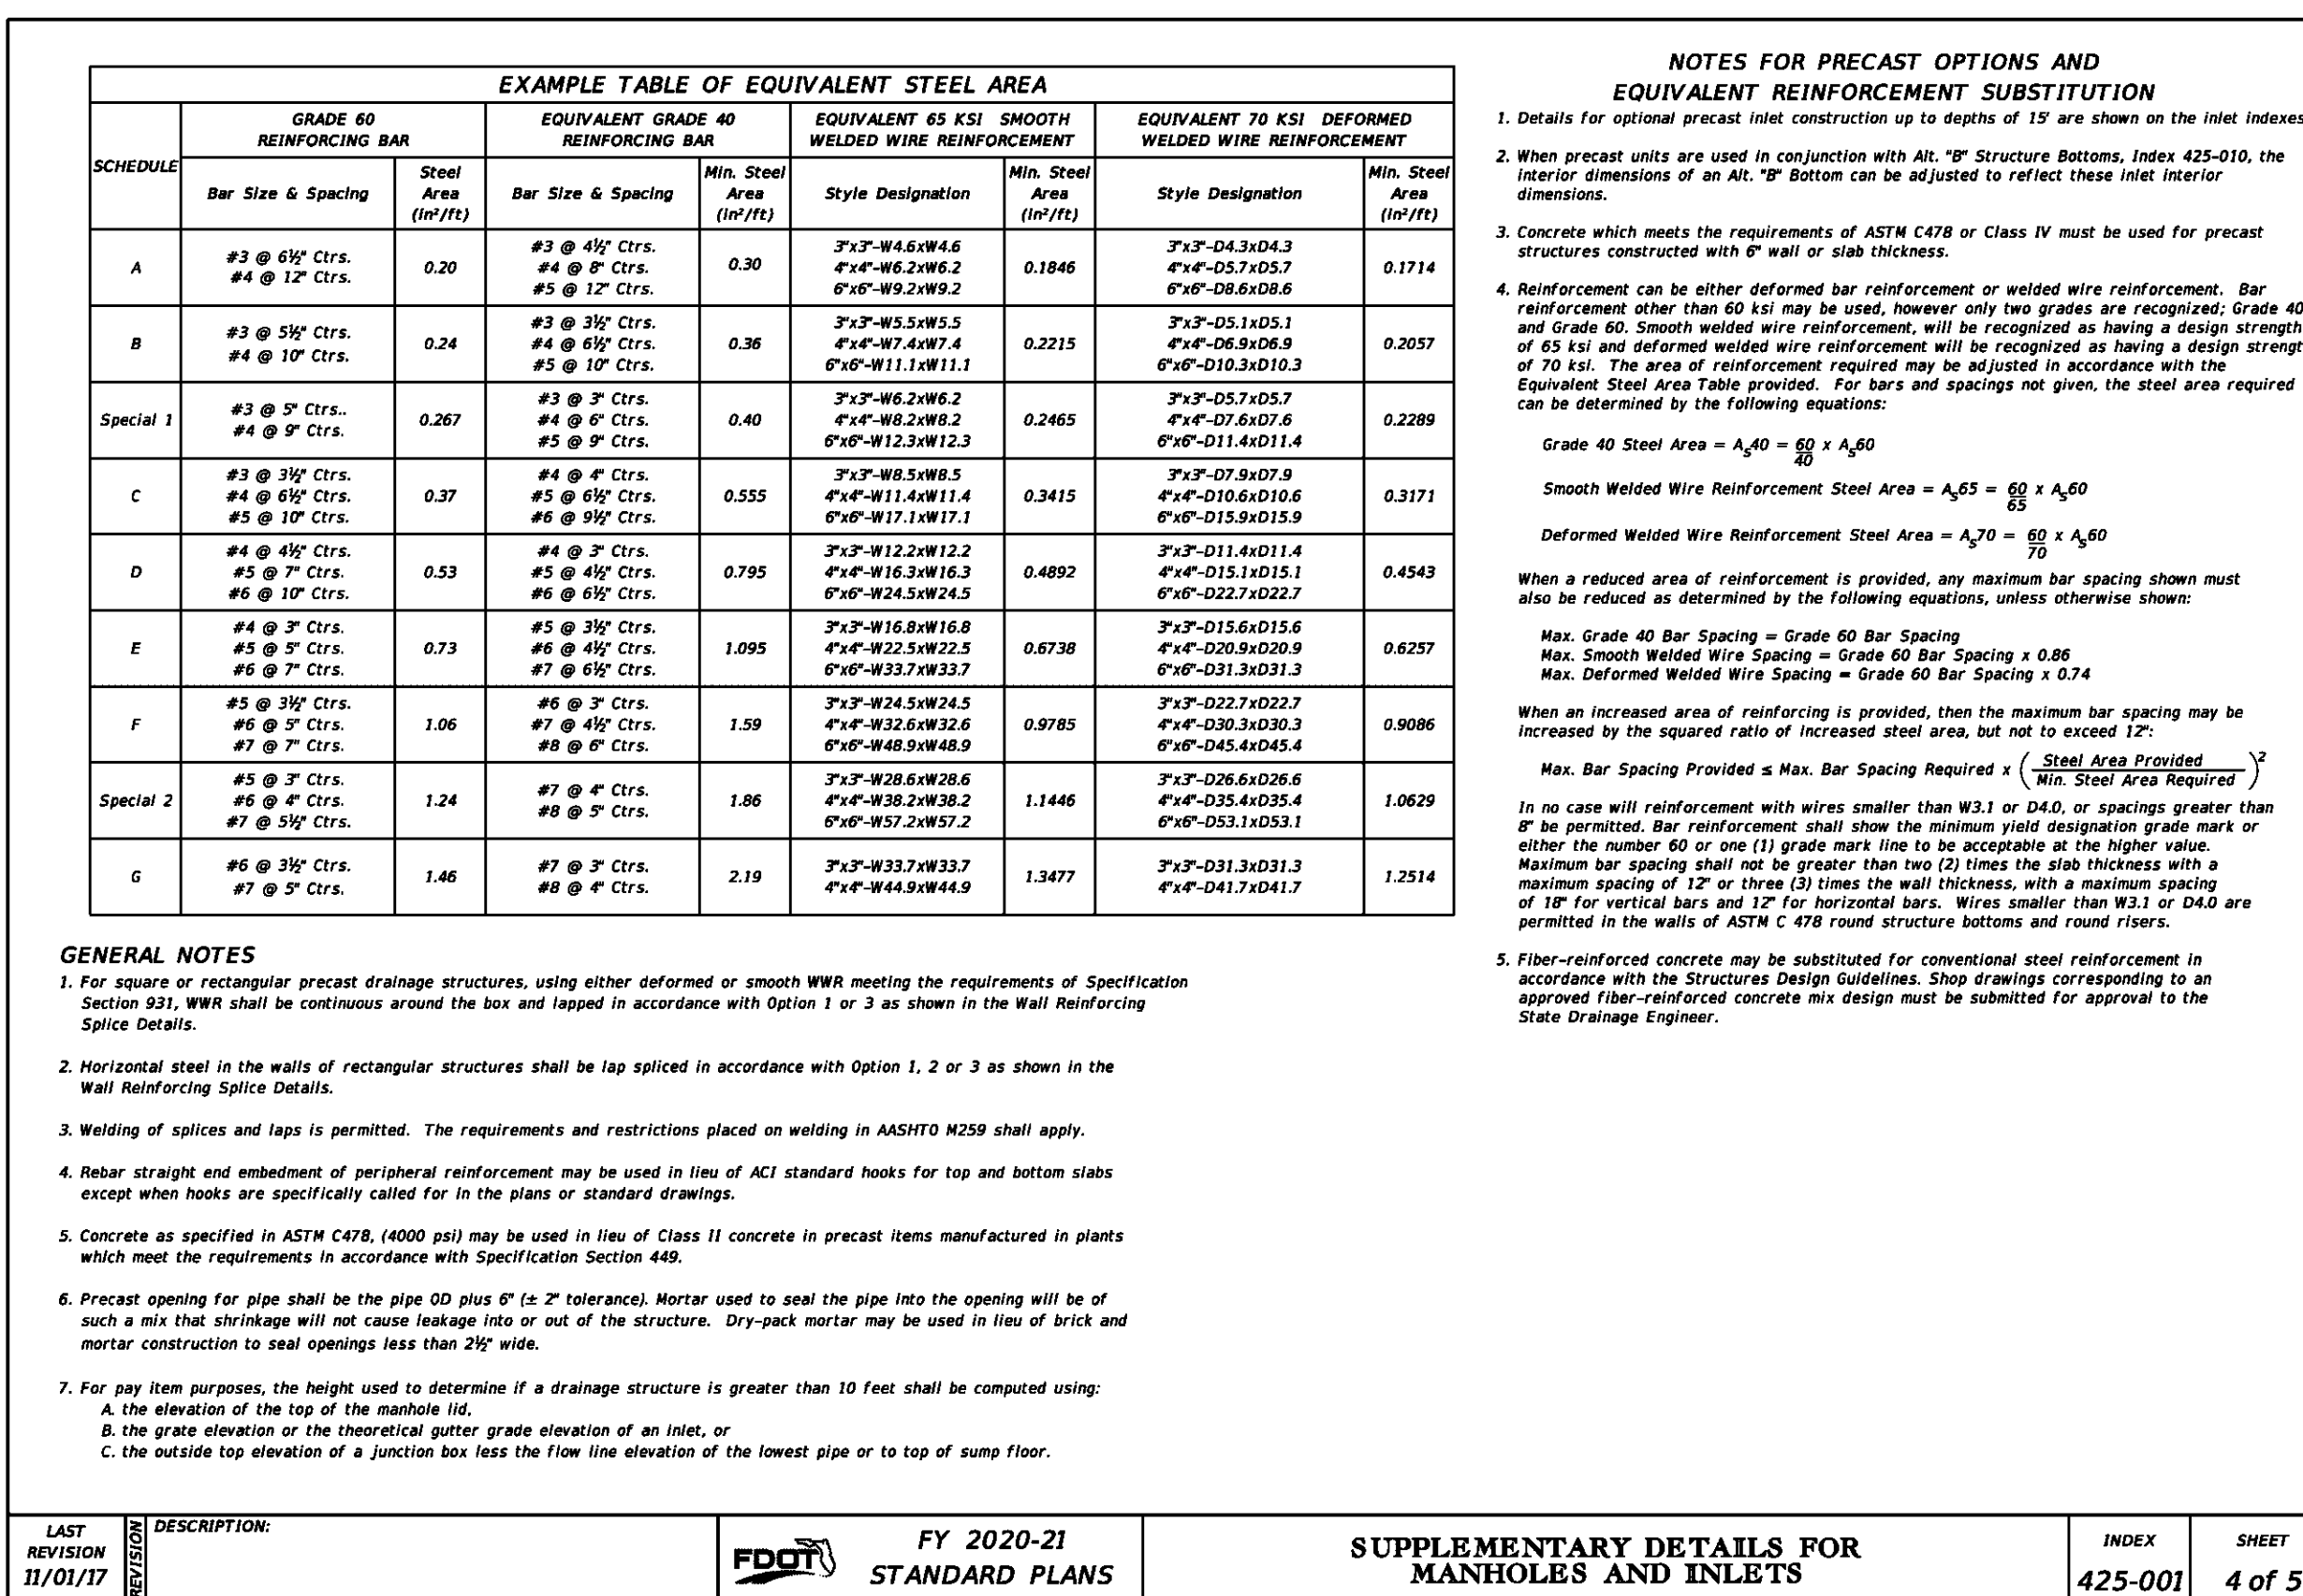 EXAMPLE TABLE OF EQUIVALENT STEEL AREA
SCHEDULE
GRADE 60
REINFORCING BAR
EQUIVALENT GRADE 40
REINFORCING BAR
EQUIVALENT 65 KSI SMOOTH
WELDED WIRE REINFORCEMENT
EQUIVALENT 70 KSI DEFORMED
WELDED WIRE REINFORCEMENT
Bar Size & Spacing
Steel
Area
(in²/ft)
Bar Size & Spacing
Min. Steel
Area
(in²/ft)
Style Designation
Min. Steel
Area
(in²/ft)
Style Designation
Min. Steel
Area
(in²/ft)
A
#3 @ 6½" Ctrs.
#4 @ 12" Ctrs.
0.20
#3 @ 4½" Ctrs.
#4 @ 8" Ctrs.
#5 @ 12" Ctrs.
0.30
3"x3"-W4.6xW4.6
4"x4"-W6.2xW6.2
6"x6"-W9.2xW9.2
0.1846
3"x3"-D4.3xD4.3
4"x4"-D5.7xD5.7
6"x6"-D8.6xD8.6
0.1714
B
#3 @ 5½" Ctrs.
#4 @ 10" Ctrs.
0.24
#3 @ 3½" Ctrs.
#4 @ 6½" Ctrs.
#5 @ 10" Ctrs.
0.36
3"x3"-W5.5xW5.5
4"x4"-W7.4xW7.4
6"x6"-W11.1xW11.1
0.2215
3"x3"-D5.1xD5.1
4"x4"-D6.9xD6.9
6"x6"-D10.3xD10.3
0.2057
Special 1
#3 @ 5" Ctrs..
#4 @ 9" Ctrs.
0.267
#3 @ 3" Ctrs.
#4 @ 6" Ctrs.
#5 @ 9" Ctrs.
0.40
3"x3"-W6.2xW6.2
4"x4"-W8.2xW8.2
6"x6"-W12.3xW12.3
0.2465
3"x3"-D5.7xD5.7
4"x4"-D7.6xD7.6
6"x6"-D11.4xD11.4
0.2289
C
#3 @ 3½" Ctrs.
#4 @ 6½" Ctrs.
#5 @ 10" Ctrs.
0.37
#4 @ 4" Ctrs.
#5 @ 6½" Ctrs.
#6 @ 9½" Ctrs.
0.555
3"x3"-W8.5xW8.5
4"x4"-W11.4xW11.4
6"x6"-W17.1xW17.1
0.3415
3"x3"-D7.9xD7.9
4"x4"-D10.6xD10.6
6"x6"-D15.9xD15.9
0.3171
D
#4 @ 4½" Ctrs.
#5 @ 7" Ctrs.
#6 @ 10" Ctrs.
0.53
#4 @ 3" Ctrs.
#5 @ 4½" Ctrs.
#6 @ 6½" Ctrs.
0.795
3"x3"-W12.2xW12.2
4"x4"-W16.3xW16.3
6"x6"-W24.5xW24.5
0.4892
3"x3"-D11.4xD11.4
4"x4"-D15.1xD15.1
6"x6"-D22.7xD22.7
0.4543
E
#4 @ 3" Ctrs.
#5 @ 5" Ctrs.
#6 @ 7" Ctrs.
0.73
#5 @ 3½" Ctrs.
#6 @ 4½" Ctrs.
#7 @ 6½" Ctrs.
1.095
3"x3"-W16.8xW16.8
4"x4"-W22.5xW22.5
6"x6"-W33.7xW33.7
0.6738
3"x3"-D15.6xD15.6
4"x4"-D20.9xD20.9
6"x6"-D31.3xD31.3
0.6257
F
#5 @ 3½" Ctrs.
#6 @ 5" Ctrs.
#7 @ 7" Ctrs.
1.06
#6 @ 3" Ctrs.
#7 @ 4½" Ctrs.
#8 @ 6" Ctrs.
1.59
3"x3"-W24.5xW24.5
4"x4"-W32.6xW32.6
6"x6"-W48.9xW48.9
0.9785
3"x3"-D22.7xD22.7
4"x4"-D30.3xD30.3
6"x6"-D45.4xD45.4
0.9086
Special 2
#5 @ 3" Ctrs.
#6 @ 4" Ctrs.
#7 @ 5½" Ctrs.
1.24
#7 @ 4" Ctrs.
#8 @ 5" Ctrs.
1.86
3"x3"-W28.6xW28.6
4"x4"-W38.2xW38.2
6"x6"-W57.2xW57.2
1.1446
3"x3"-D26.6xD26.6
4"x4"-D35.4xD35.4
6"x6"-D53.1xD53.1
1.0629
G
#6 @ 3½" Ctrs.
#7 @ 5" Ctrs.
1.46
#7 @ 3" Ctrs.
#8 @ 4" Ctrs.
2.19
3"x3"-W33.7xW33.7
4"x4"-W44.9xW44.9
1.3477
3"x3"-D31.3xD31.3
4"x4"-D41.7xD41.7
1.2514
GENERAL NOTES
1. For square or rectangular precast drainage structures, using either deformed or smooth WWR meeting the requirements of Specification
Section 931, WWR shall be continuous around the box and lapped in accordance with Option 1 or 3 as shown in the Wall Reinforcing
Splice Details.
2. Horizontal steel in the walls of rectangular structures shall be lap spliced in accordance with Option 1, 2 or 3 as shown in the
Wall Reinforcing Splice Details.
3. Welding of splices and laps is permitted. The requirements and restrictions placed on welding in AASHTO M259 shall apply.
4. Rebar straight end embedment of peripheral reinforcement may be used in lieu of ACI standard hooks for top and bottom slabs
except when hooks are specifically called for in the plans or standard drawings.
5. Concrete as specified in ASTM C478, (4000 psi) may be used in lieu of Class II concrete in precast items manufactured in plants
which meet the requirements in accordance with Specification Section 449.
6. Precast opening for pipe shall be the pipe OD plus 6" (± 2" tolerance). Mortar used to seal the pipe into the opening will be of
such a mix that shrinkage will not cause leakage into or out of the structure. Dry-pack mortar may be used in lieu of brick and
mortar construction to seal openings less than 2½" wide.
7. For pay item purposes, the height used to determine if a drainage structure is greater than 10 feet shall be computed using:
A. the elevation of the top of the manhole lid,
B. the grate elevation or the theoretical gutter grade elevation of an inlet, or
C. the outside top elevation of a junction box less the flow line elevation of the lowest pipe or to top of sump floor.
NOTES FOR PRECAST OPTIONS AND
EQUIVALENT REINFORCEMENT SUBSTITUTION
1. Details for optional precast inlet construction up to depths of 15' are shown on the inlet indexes
2. When precast units are used in conjunction with Alt. "B" Structure Bottoms, Index 425-010, the
interior dimensions of an Alt. "B" Bottom can be adjusted to reflect these inlet interior
dimensions.
3. Concrete which meets the requirements of ASTM C478 or Class IV must be used for precast
structures constructed with 6" wall or slab thickness.
4. Reinforcement can be either deformed bar reinforcement or welded wire reinforcement. Bar
reinforcement other than 60 ksi may be used, however only two grades are recognized; Grade 40
and Grade 60. Smooth welded wire reinforcement, will be recognized as having a design strength
of 65 ksi and deformed welded wire reinforcement will be recognized as having a design strengt
of 70 ksi. The area of reinforcement required may be adjusted in accordance with the
Equivalent Steel Area Table provided. For bars and spacings not given, the steel area required
can be determined by the following equations:
Grade 40 Steel Area = As40 = 60/40 x As60
Smooth Welded Wire Reinforcement Steel Area = As65 = 60/65 x As60
Deformed Welded Wire Reinforcement Steel Area = As70 = 60/70 x As60
When a reduced area of reinforcement is provided, any maximum bar spacing shown must
also be reduced as determined by the following equations, unless otherwise shown:
Max. Grade 40 Bar Spacing = Grade 60 Bar Spacing
Max. Smooth Welded Wire Spacing = Grade 60 Bar Spacing x 0.86
Max. Deformed Welded Wire Spacing = Grade 60 Bar Spacing x 0.74
When an increased area of reinforcing is provided, then the maximum bar spacing may be
increased by the squared ratio of increased steel area, but not to exceed 12":
Max. Bar Spacing Provided ≤ Max. Bar Spacing Required x (Steel Area Provided / Min. Steel Area Required)²
In no case will reinforcement with wires smaller than W3.1 or D4.0, or spacings greater than
8" be permitted. Bar reinforcement shall show the minimum yield designation grade mark or
either the number 60 or one (1) grade mark line to be acceptable at the higher value.
Maximum bar spacing shall not be greater than two (2) times the slab thickness with a
maximum spacing of 12" or three (3) times the wall thickness, with a maximum spacing
of 18" for vertical bars and 12" for horizontal bars. Wires smaller than W3.1 or D4.0 are
permitted in the walls of ASTM C 478 round structure bottoms and round risers.
5. Fiber-reinforced concrete may be substituted for conventional steel reinforcement in
accordance with the Structures Design Guidelines. Shop drawings corresponding to an
approved fiber-reinforced concrete mix design must be submitted for approval to the
State Drainage Engineer.
LAST
REVISION
11/01/17
REVISION
DESCRIPTION:
FDOT
FY 2020-21
STANDARD PLANS
SUPPLEMENTARY DETAILS FOR
MANHOLES AND INLETS
INDEX
425-001
SHEET
4 of 5